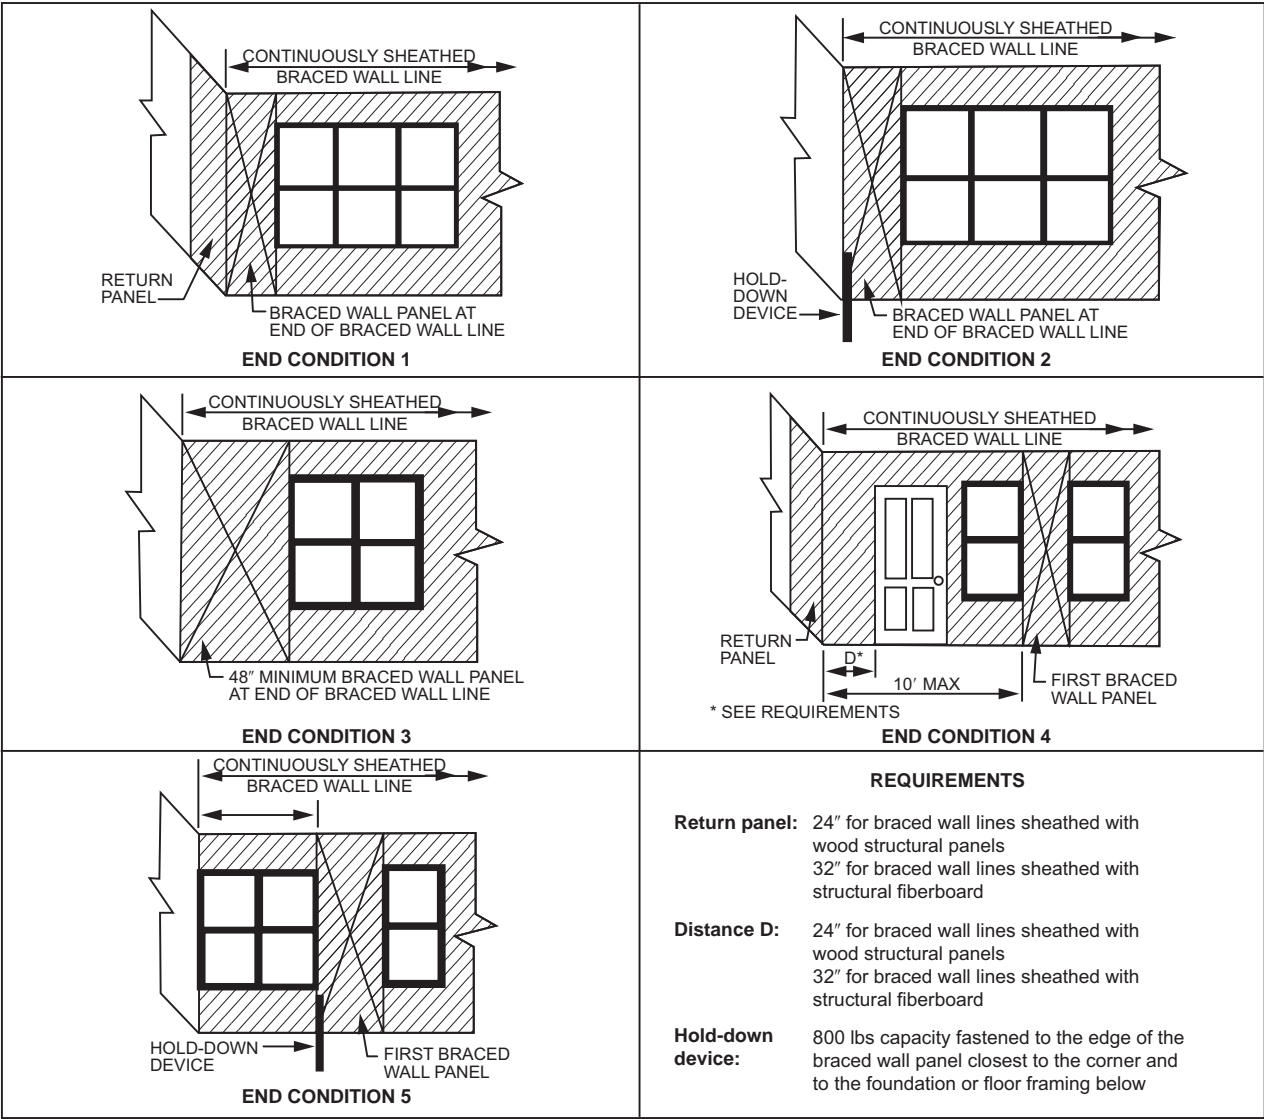 CONTINUOUSLY SHEATHED
BRACED WALL LINE
RETURN
PANEL
BRACED WALL PANEL AT
END OF BRACED WALL LINE
END CONDITION 1
CONTINUOUSLY SHEATHED
BRACED WALL LINE
HOLD-
DOWN
DEVICE
BRACED WALL PANEL AT
END OF BRACED WALL LINE
END CONDITION 2
CONTINUOUSLY SHEATHED
BRACED WALL LINE
48″ MINIMUM BRACED WALL PANEL
AT END OF BRACED WALL LINE
END CONDITION 3
CONTINUOUSLY SHEATHED
BRACED WALL LINE
RETURN
PANEL
D*
10′ MAX
FIRST BRACED
WALL PANEL
* SEE REQUIREMENTS
END CONDITION 4
CONTINUOUSLY SHEATHED
BRACED WALL LINE
HOLD-DOWN
DEVICE
FIRST BRACED
WALL PANEL
END CONDITION 5
REQUIREMENTS
Return panel: 24″ for braced wall lines sheathed with
wood structural panels
32″ for braced wall lines sheathed with
structural fiberboard
Distance D: 24″ for braced wall lines sheathed with
wood structural panels
32″ for braced wall lines sheathed with
structural fiberboard
Hold-down 800 lbs capacity fastened to the edge of the
device: braced wall panel closest to the corner and
to the foundation or floor framing below